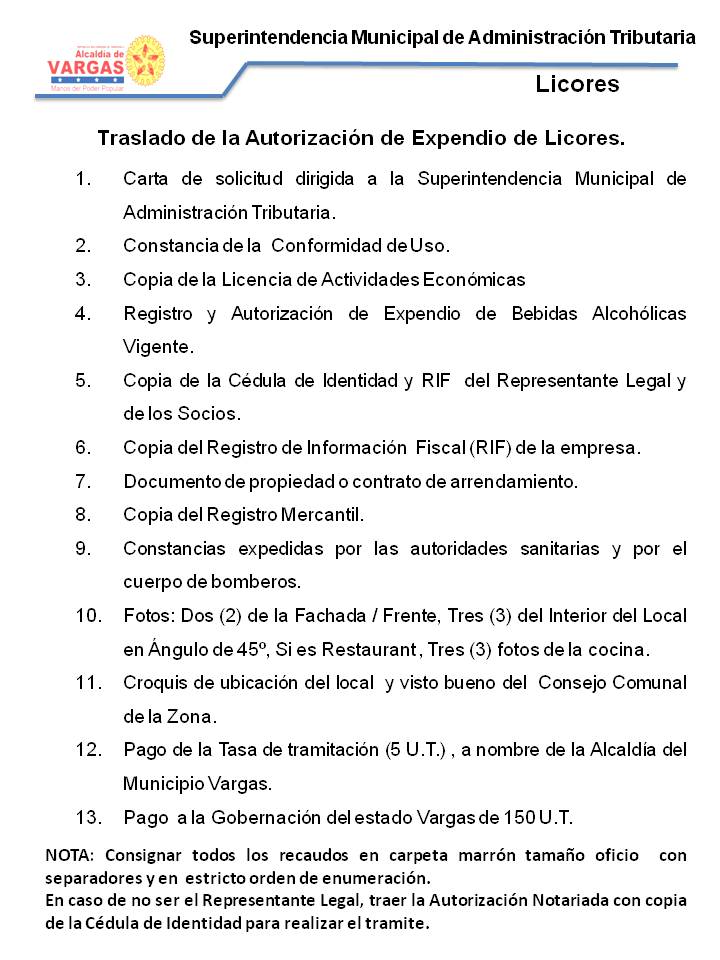 Superintendencia Municipal de Administración Tributaria
Alcaldía de
VARGAS
Manos del Poder Popular
Licores
Traslado de la Autorización de Expendio de Licores.
1. Carta de solicitud dirigida a la Superintendencia Municipal de
Administración Tributaria.
2. Constancia de la Conformidad de Uso.
3. Copia de la Licencia de Actividades Económicas
4. Registro y Autorización de Expendio de Bebidas Alcohólicas
Vigente.
5. Copia de la Cédula de Identidad y RIF del Representante Legal y
de los Socios.
6. Copia del Registro de Información Fiscal (RIF) de la empresa.
7. Documento de propiedad o contrato de arrendamiento.
8. Copia del Registro Mercantil.
9. Constancias expedidas por las autoridades sanitarias y por el
cuerpo de bomberos.
10. Fotos: Dos (2) de la Fachada / Frente, Tres (3) del Interior del Local
en Ángulo de 45º, Si es Restaurant, Tres (3) fotos de la cocina.
11. Croquis de ubicación del local y visto bueno del Consejo Comunal
de la Zona.
12. Pago de la Tasa de tramitación (5 U.T.) , a nombre de la Alcaldía del
Municipio Vargas.
13. Pago a la Gobernación del estado Vargas de 150 U.T.
NOTA: Consignar todos los recaudos en carpeta marrón tamaño oficio con
separadores y en estricto orden de enumeración.
En caso de no ser el Representante Legal, traer la Autorización Notariada con copia
de la Cédula de Identidad para realizar el tramite.